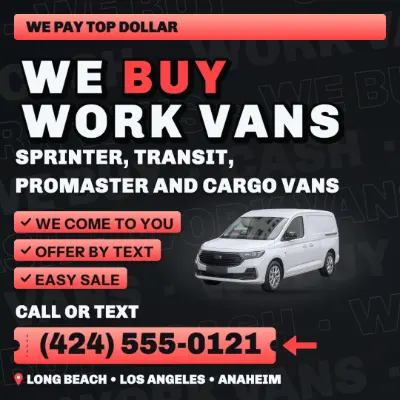 WE PAY TOP DOLLAR
WE BUY
WORK VANS
SPRINTER, TRANSIT,
PROMASTER AND CARGO VANS
WE COME TO YOU
OFFER BY TEXT
EASY SALE
CALL OR TEXT
(424) 555-0121
LONG BEACH • LOS ANGELES • ANAHEIM